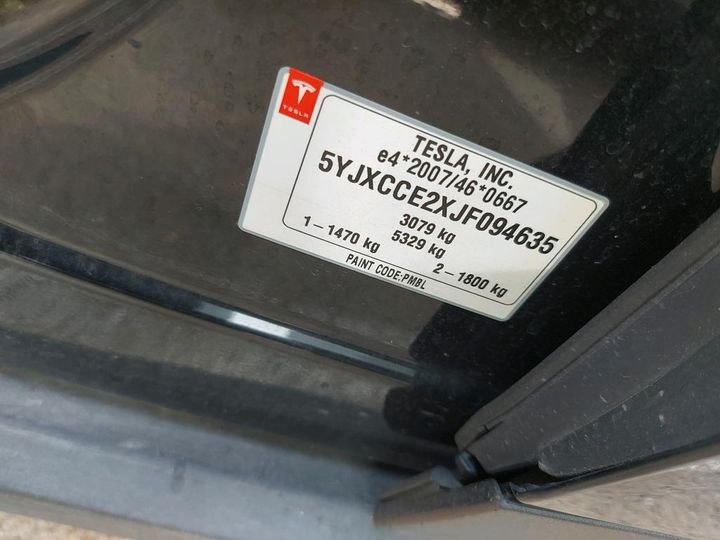 TESLA
TESLA, INC.
e4*2007/46*0667
5YJXCCE2XJF094635
3079 kg
5329 kg
1 – 1470 kg
2 – 1800 kg
PAINT CODE:PMBL